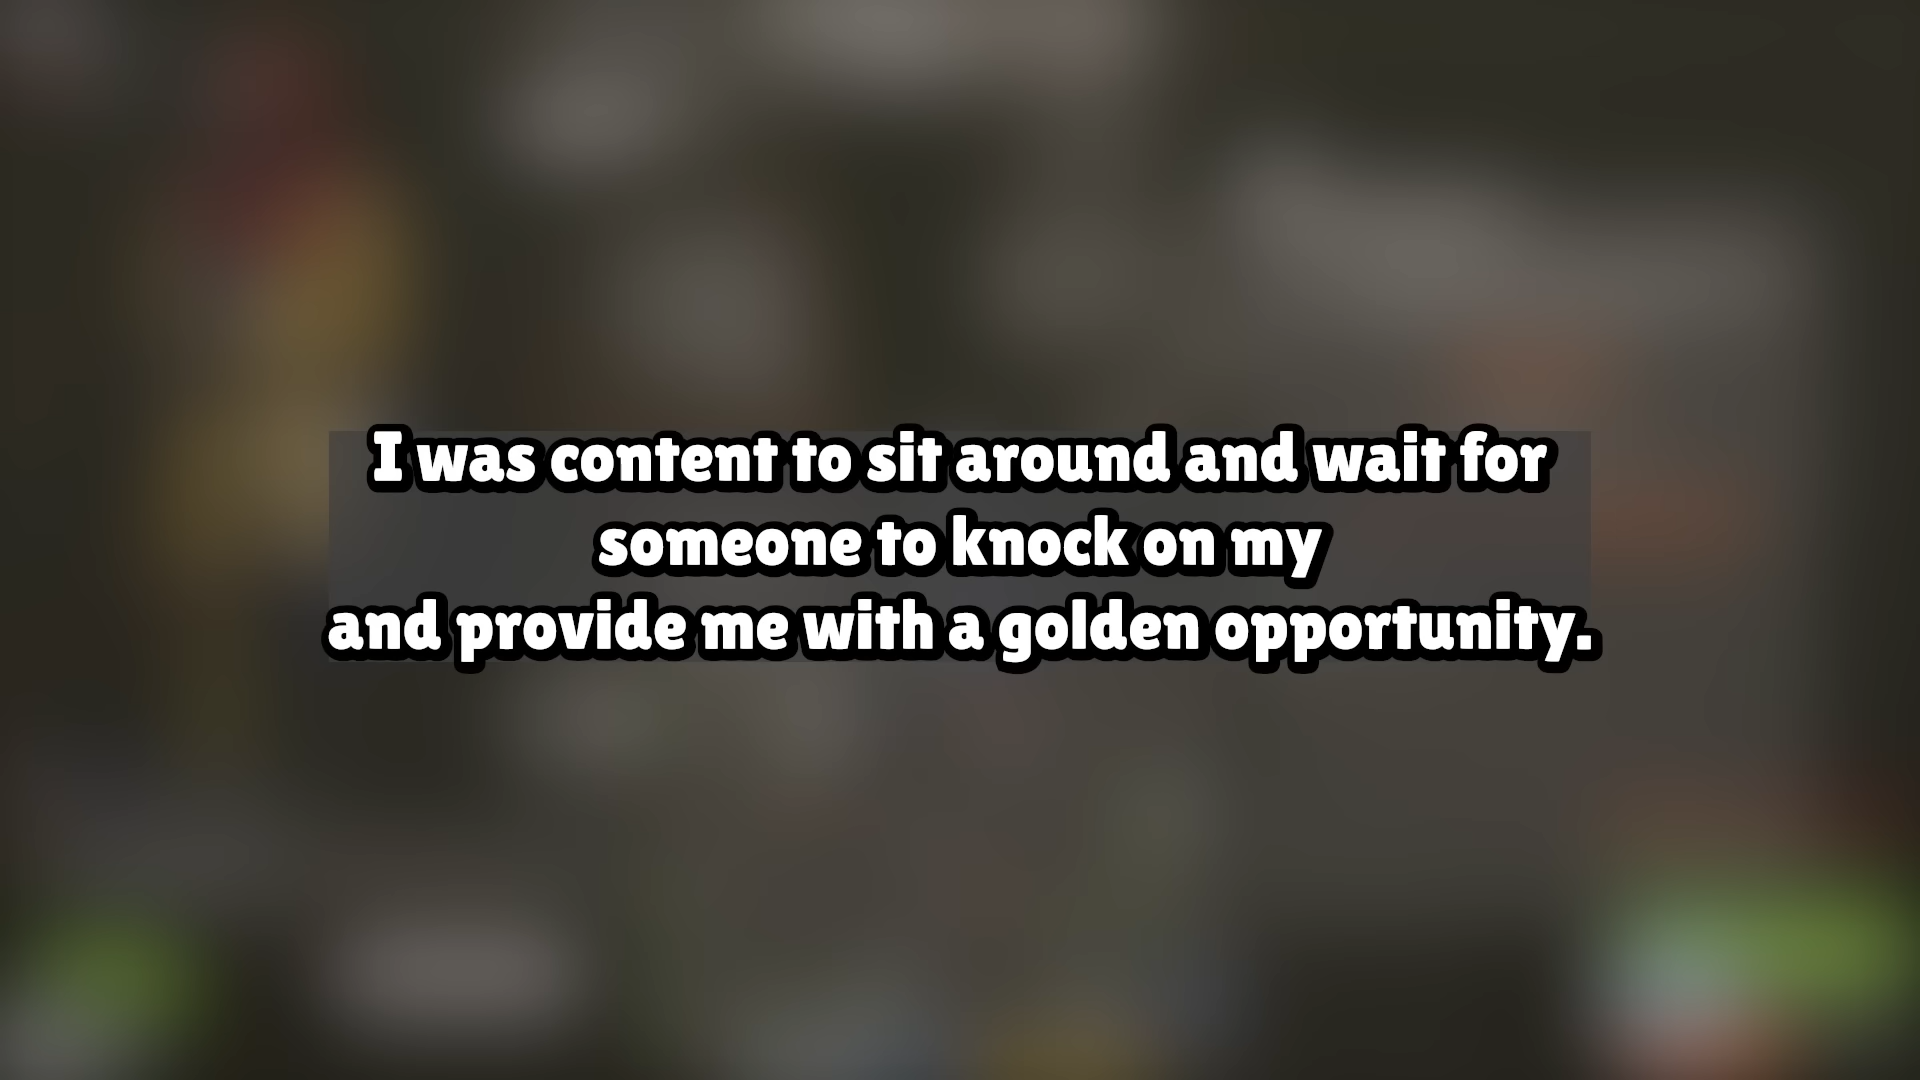 I was content to sit around and wait for
someone to knock on my
and provide me with a golden opportunity.